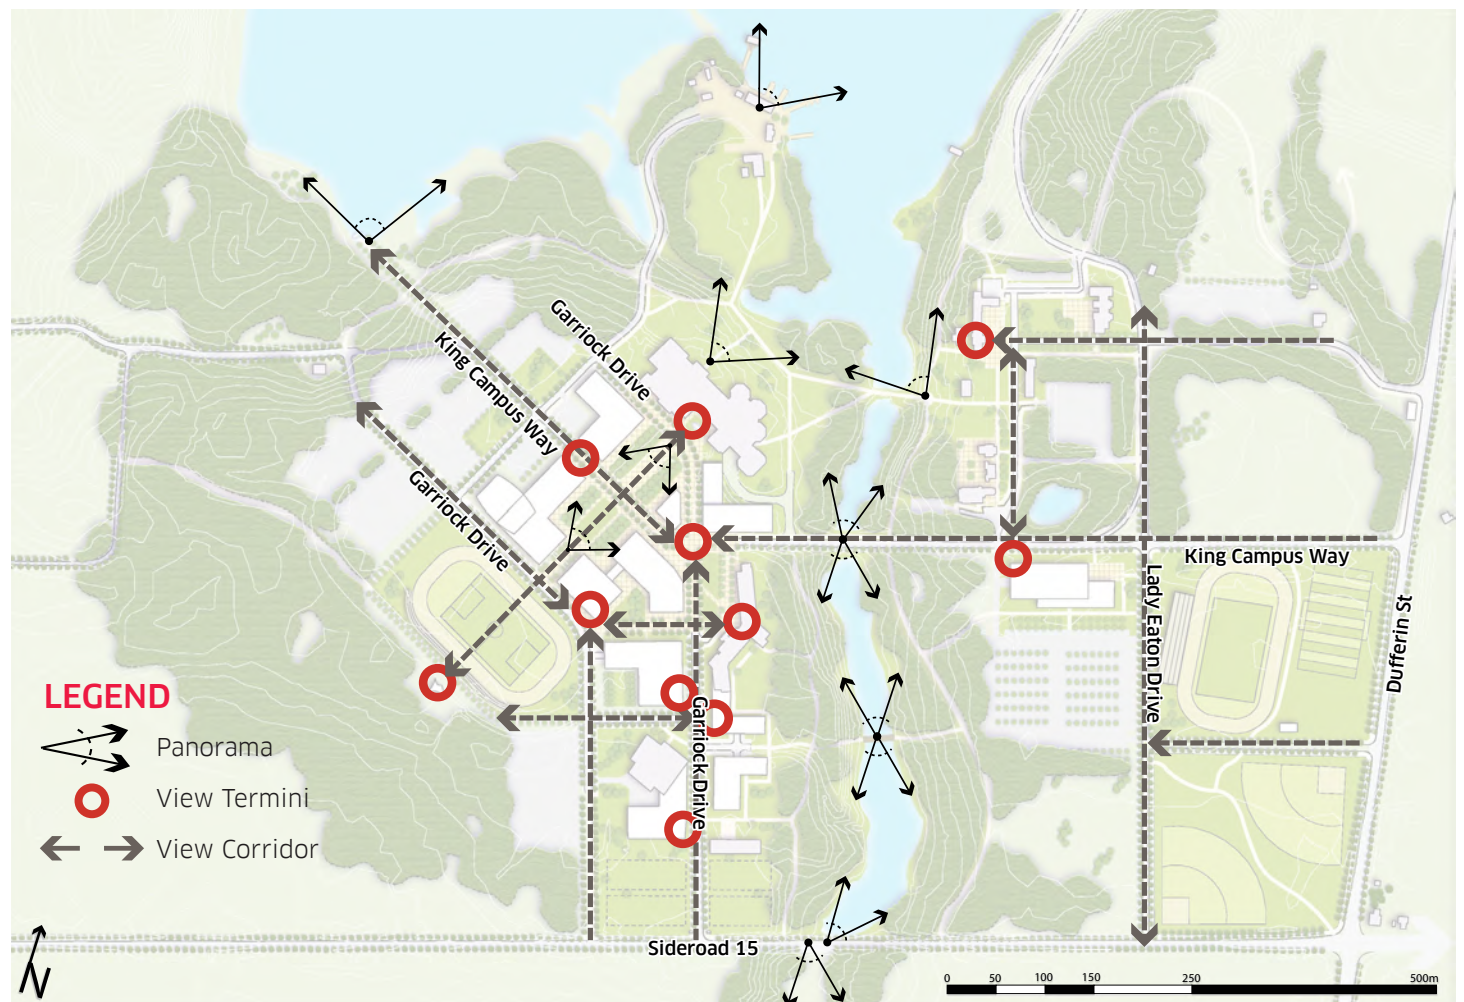 Garriock Drive
King Campus Way
Garriock Drive
King Campus Way
Lady Eaton Drive
Dufferin St
Garriock Drive
Sideroad 15
LEGEND
Panorama
View Termini
View Corridor
N
0 50 100 150 250 500m